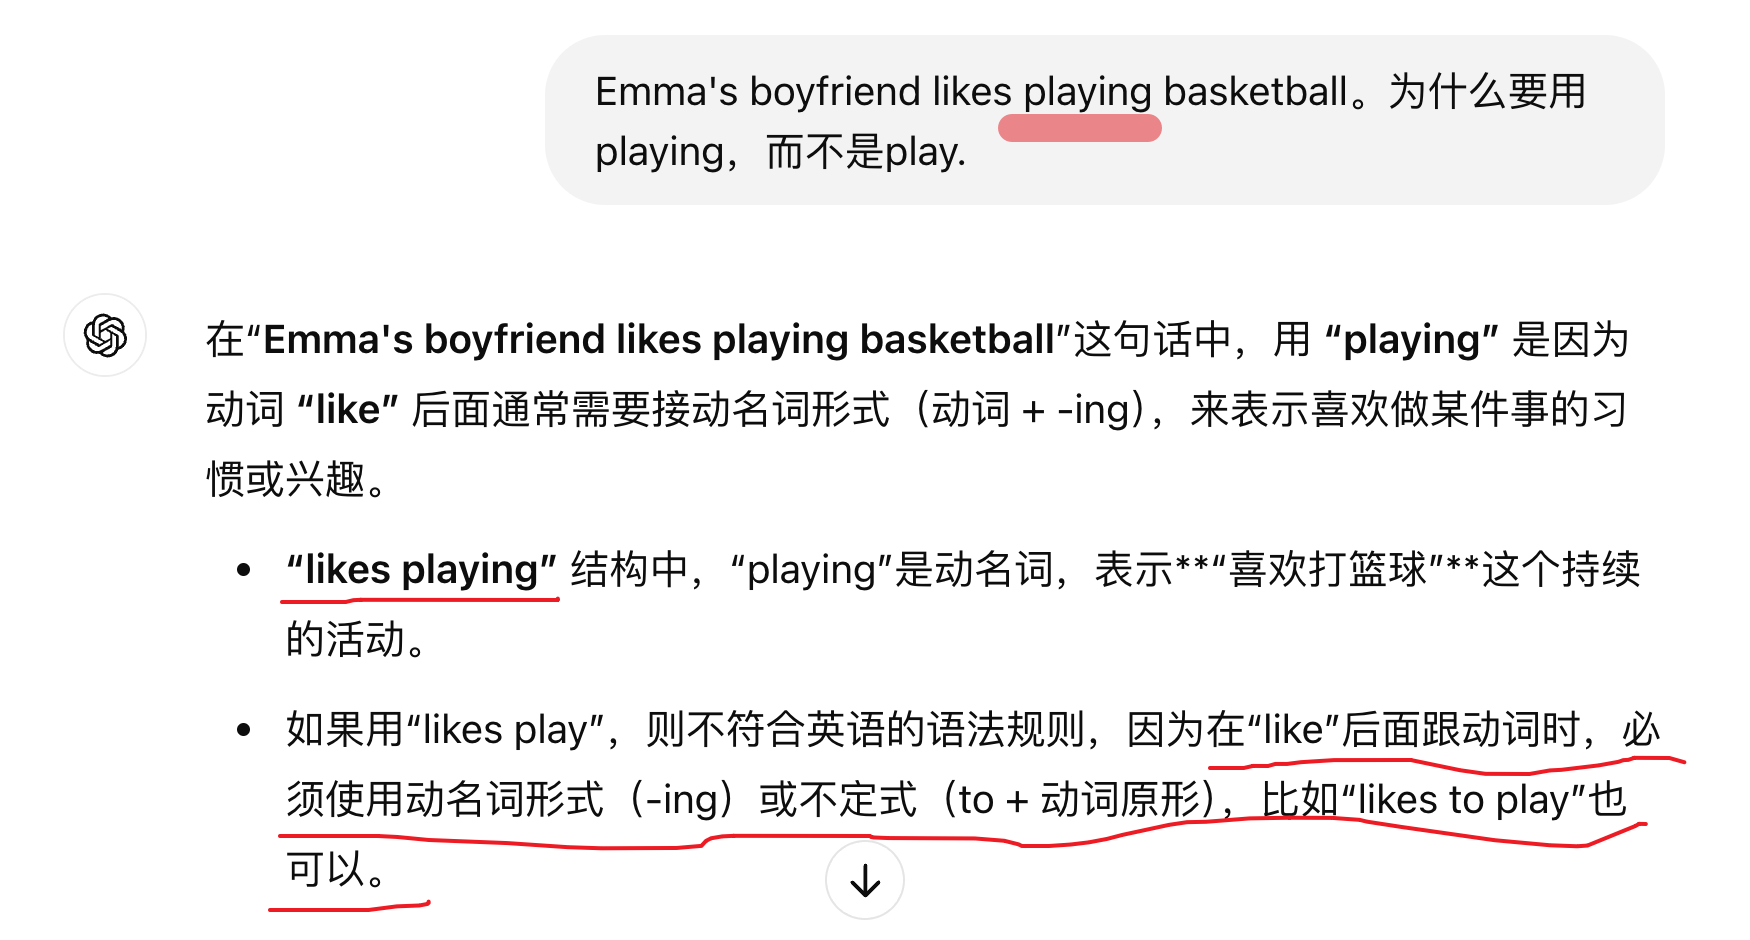 Emma's boyfriend likes playing basketball。为什么要用
playing，而不是play.
在“Emma's boyfriend likes playing basketball”这句话中，用 “playing” 是因为
动词 “like” 后面通常需要接动名词形式（动词 + -ing），来表示喜欢做某件事的习
惯或兴趣。
• “likes playing” 结构中，“playing”是动名词，表示**“喜欢打篮球”**这个持续
的活动。
• 如果用“likes play”，则不符合英语的语法规则，因为在“like”后面跟动词时，必
须使用动名词形式（-ing）或不定式（to + 动词原形），比如“likes to play”也
可以。